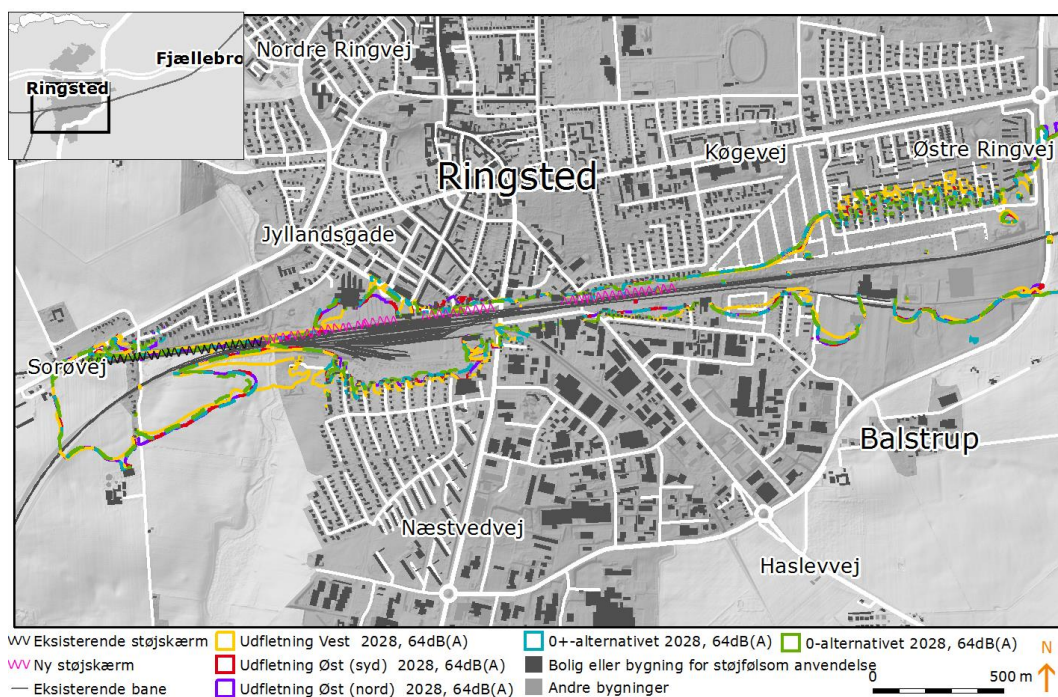 Fjællebro
Ringsted
Nordre Ringvej
Køgevej
Østre Ringvej
Ringsted
Jyllandsgade
Sorøvej
Balstrup
Næstvedvej
Haslevvej
Eksisterende støjskærm
Udfletning Vest 2028, 64dB(A)
0+-alternativet 2028, 64dB(A)
0-alternativet 2028, 64dB(A)
Ny støjskærm
Udfletning Øst (syd) 2028, 64dB(A)
Bolig eller bygning for støjfølsom anvendelse
N
Eksisterende bane
Udfletning Øst (nord) 2028, 64dB(A)
Andre bygninger
0 500 m